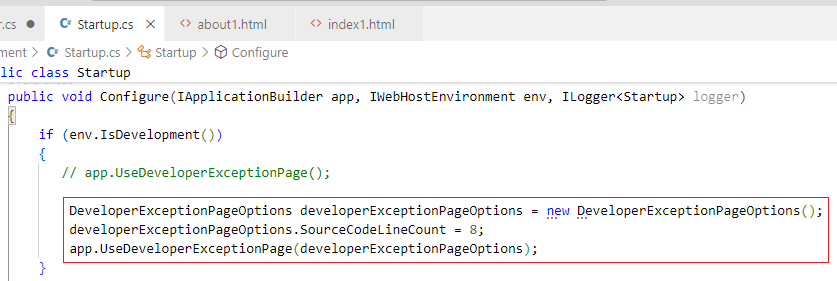 r.cs ● C# Startup.cs × <> about1.html <> index1.html
ment > C# Startup.cs > Startup > Configure
lic class Startup
public void Configure(IApplicationBuilder app, IWebHostEnvironment env, ILogger<Startup> logger)
{
if (env.IsDevelopment())
{
// app.UseDeveloperExceptionPage();
DeveloperExceptionPageOptions developerExceptionPageOptions = new DeveloperExceptionPageOptions();
developerExceptionPageOptions.SourceCodeLineCount = 8;
app.UseDeveloperExceptionPage(developerExceptionPageOptions);
}